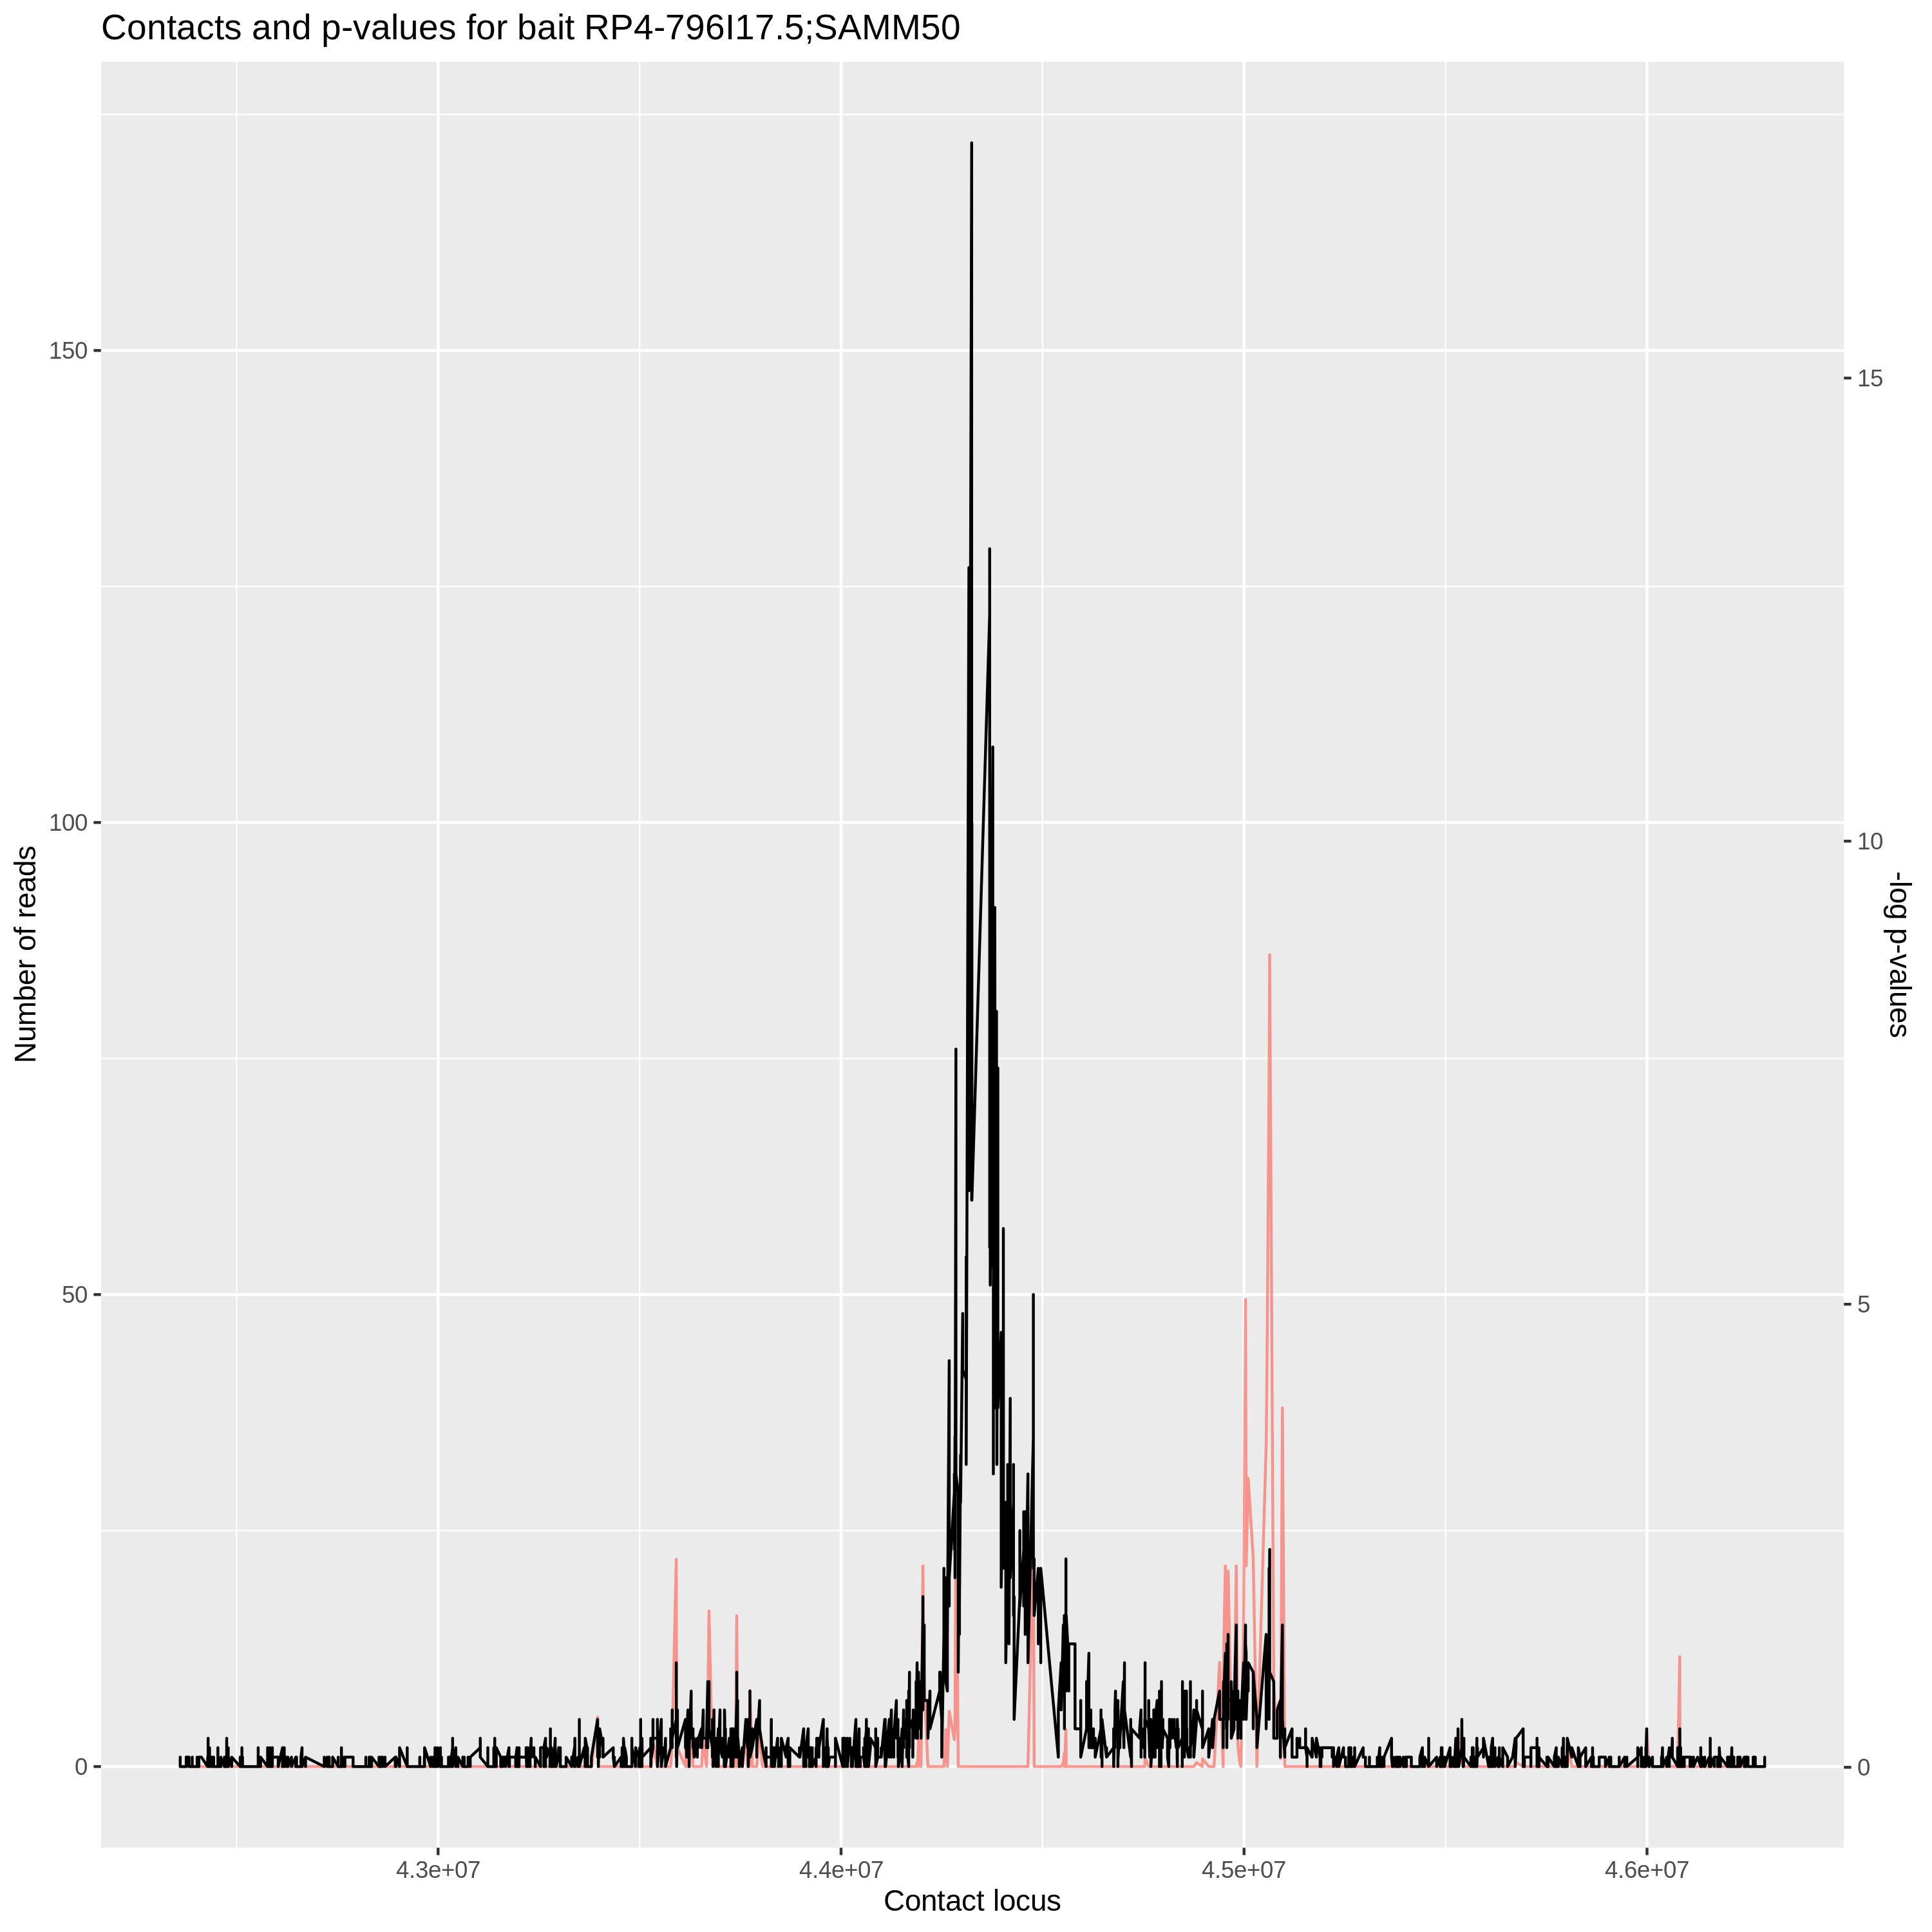 Contacts and p-values for bait RP4-796I17.5;SAMM50
150
100
50
0
Number of reads
15
10
5
0
-log p-values
4.3e+07
4.4e+07
4.5e+07
4.6e+07
Contact locus